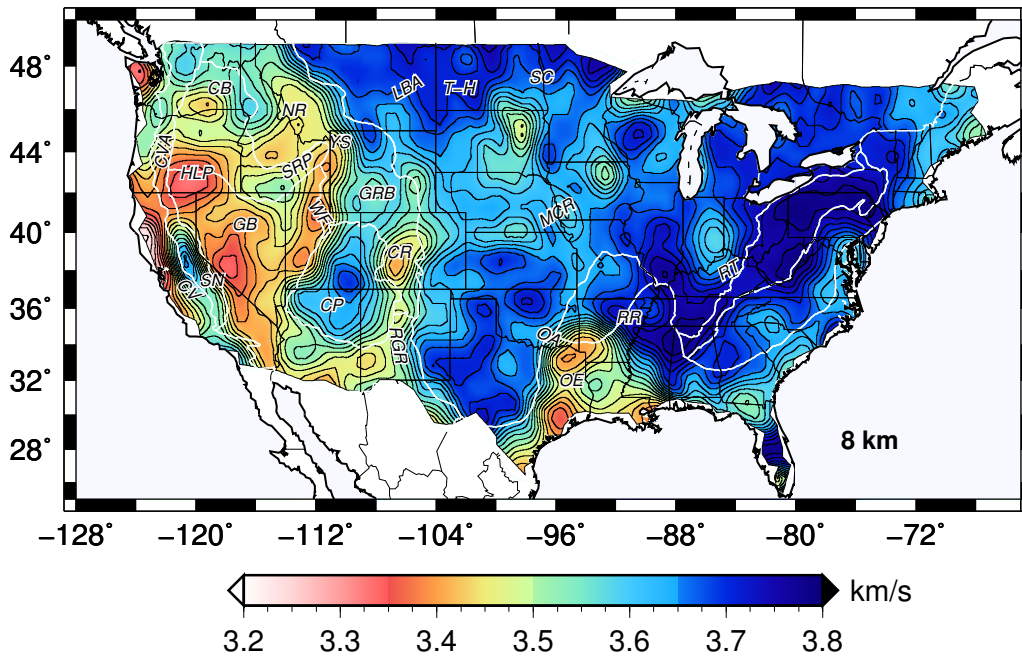 48°
44°
40°
36°
32°
28°
CB
NR
LBA
T–H
SC
CVA
HLP
SRP
YS
GRB
WF
GB
MCR
CR
SN
CV
CP
RT
RGR
OA
RR
OE
8 km
−128° −120° −112° −104° −96° −88° −80° −72°
km/s
3.2 3.3 3.4 3.5 3.6 3.7 3.8